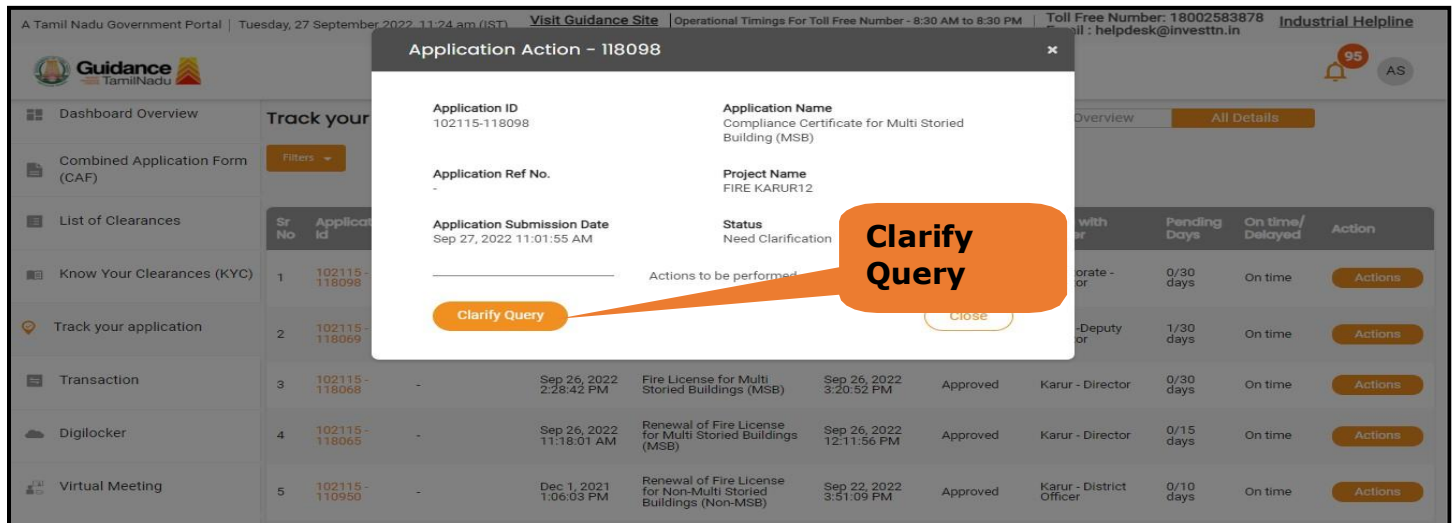 A Tamil Nadu Government Portal | Tuesday, 27 September 2022, 11:24 am (IST) Visit Guidance Site | Operational Timings For Toll Free Number - 8:30 AM to 8:30 PM | Toll Free Number: 18002583878 Industrial Helpline
Email : helpdesk@investtn.in
Application Action - 118098 ×
Guidance
TamilNadu
95
AS
Dashboard Overview
Track your
Overview All Details
Application ID Application Name
102115-118098 Compliance Certificate for Multi Storied
Building (MSB)
Combined Application Form
(CAF)
Filters
Application Ref No. Project Name
- FIRE KARUR12
List of Clearances
Application Submission Date Status
Sep 27, 2022 11:01:55 AM Need Clarification
Clarify
Query
Sr No Applicat Id with Pending Days On time/ Delayed Action
Know Your Clearances (KYC)
Actions to be performed
1 102115-118098 orate - 0/30 days On time Actions
Clarify Query Close
Track your application
2 102115-118069 -Deputy 1/30 days On time Actions
Transaction
3 102115-118068 - Sep 26, 2022 2:28:42 PM Fire License for Multi Storied Buildings (MSB) Sep 26, 2022 3:20:52 PM Approved Karur - Director 0/30 days On time Actions
Digilocker
4 102115-118065 - Sep 26, 2022 11:18:01 AM Renewal of Fire License for Multi Storied Buildings (MSB) Sep 26, 2022 12:11:56 PM Approved Karur - Director 0/15 days On time Actions
Virtual Meeting
5 102115-110950 - Dec 1, 2021 1:06:03 PM Renewal of Fire License for Non-Multi Storied Buildings (Non-MSB) Sep 22, 2022 3:51:09 PM Approved Karur - District Officer 0/10 days On time Actions